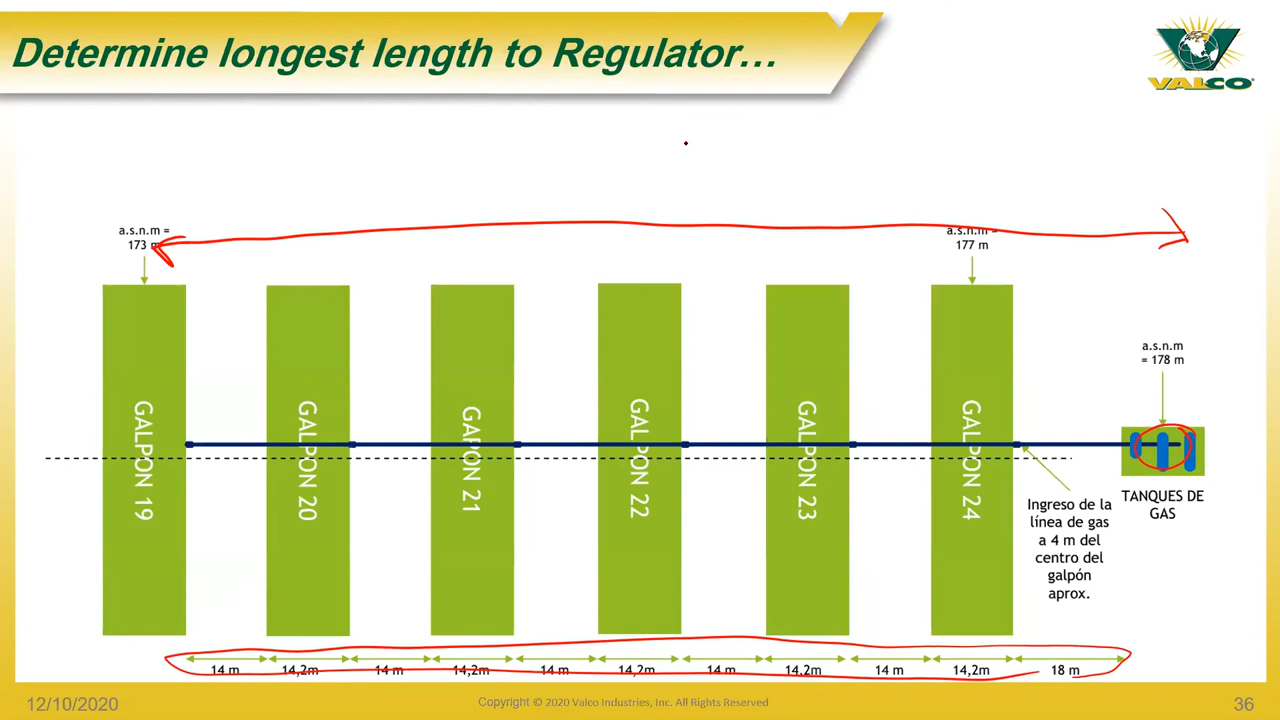 Determine longest length to Regulator...
VALCO
a.s.n.m =
173 m
a.s.n.m =
177 m
a.s.n.m
= 178 m
GALPON 19
GALPON 20
GALPON 21
GALPON 22
GALPON 23
GALPON 24
TANQUES DE
GAS
Ingreso de la
línea de gas
a 4 m del
centro del
galpón
aprox.
14 m 14,2m 14 m 14,2m 14 m 14,2m 14 m 14,2m 14 m 14,2m 18 m
12/10/2020
Copyright © 2020 Valco Industries, Inc. All Rights Reserved
36